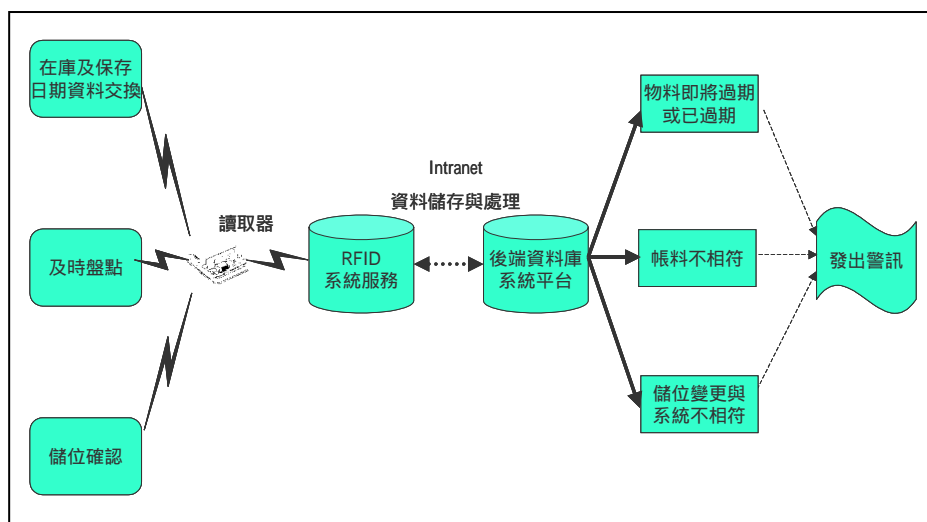 在庫及保存
日期資料交換
及時盤點
儲位確認
讀取器
Intranet
資料儲存與處理
RFID
系統服務
後端資料庫
系統平台
物料即將過期
或已過期
帳料不相符
儲位變更與
系統不相符
發出警訊